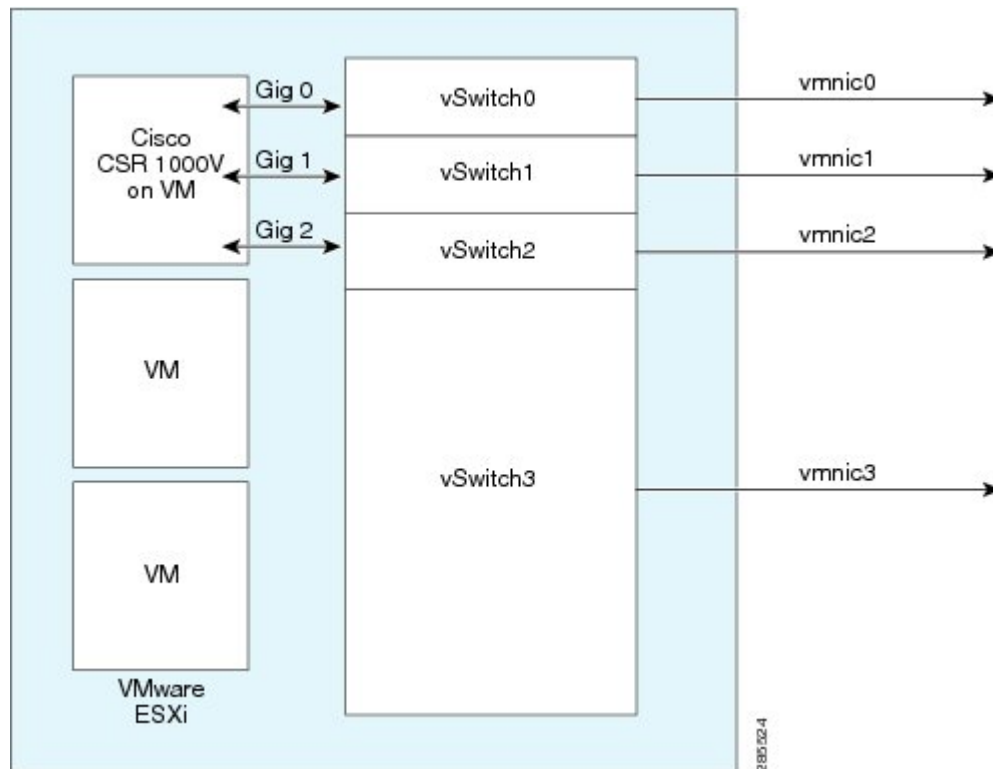 Cisco
CSR 1000V
on VM
Gig 0
Gig 1
Gig 2
vSwitch0
vSwitch1
vSwitch2
vSwitch3
vmnic0
vmnic1
vmnic2
vmnic3
VM
VM
VMware
ESXi
285524